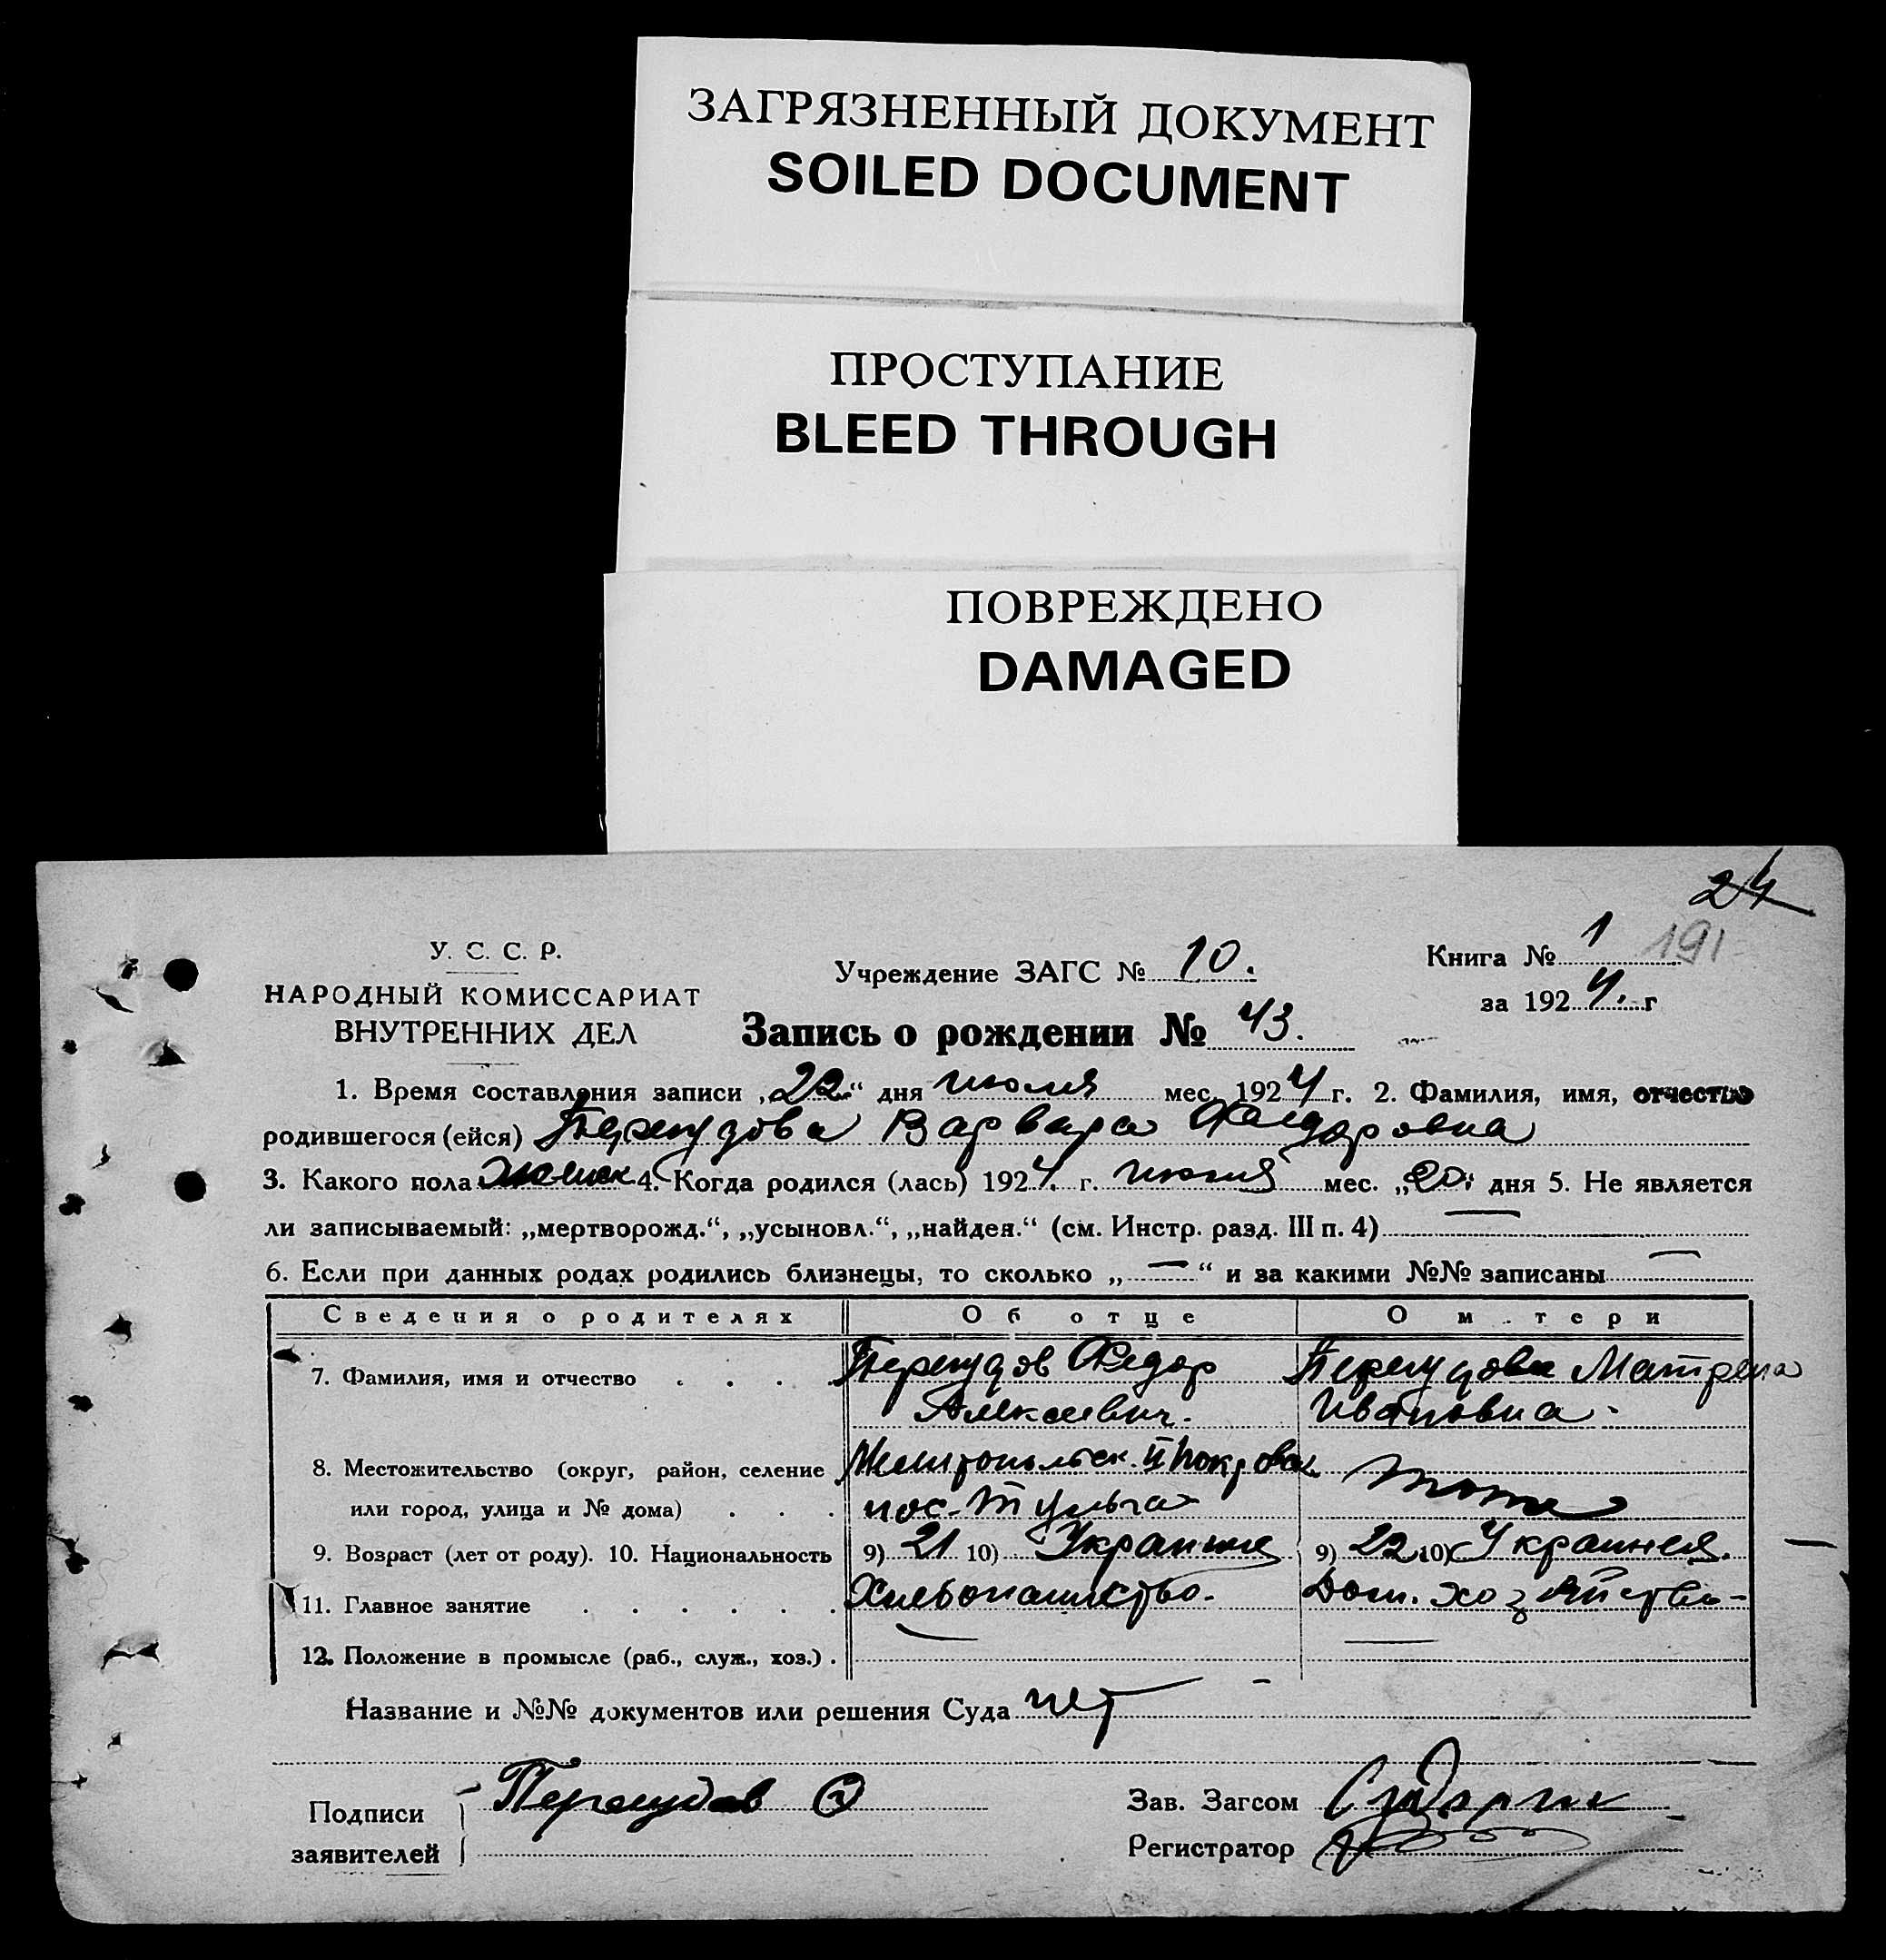 ЗАГРЯЗНЕННЫЙ ДОКУМЕНТ
SOILED DOCUMENT
ПРОСТУПАНИЕ
BLEED THROUGH
ПОВРЕЖДЕНО
DAMAGED
24
У. С. С. Р.
НАРОДНЫЙ КОМИССАРИАТ
ВНУТРЕННИХ ДЕЛ
Учреждение ЗАГС № 10.
Книга № 1 191
за 1924. г
Запись о рождении № 43.
1. Время составления записи „22“ дня июля мес. 1924 г. 2. Фамилия, имя, отчество
родившегося (ейся) Варвара Федоровна
3. Какого пола женск 4. Когда родился (лась) 1924. г. мес. „20“ дня 5. Не является
ли записываемый: „мертворожд.“, „усыновл.“, „найден.“ (см. Инстр. разд. III п. 4) —
6. Если при данных родах родились близнецы, то сколько „—“ и за какими №№ записаны —
Сведения о родителях Об отце О м.тери
7. Фамилия, имя и отчество . . . . Федор Матрена
Алексеевич. Ивановна.
8. Местожительство (округ, район, селение Покровск.
или город, улица и № дома) . . . тоже
9. Возраст (лет от роду). 10. Национальность 9) 21 10) 9) 22 10)
11. Главное занятие . . . . . . Хлебопашество. Дом. хозяйство
12. Положение в промысле (раб., служ., хоз.) . — —
Название и №№ документов или решения Суда нет
Подписи
заявителей
Зав. Загсом
Регистратор